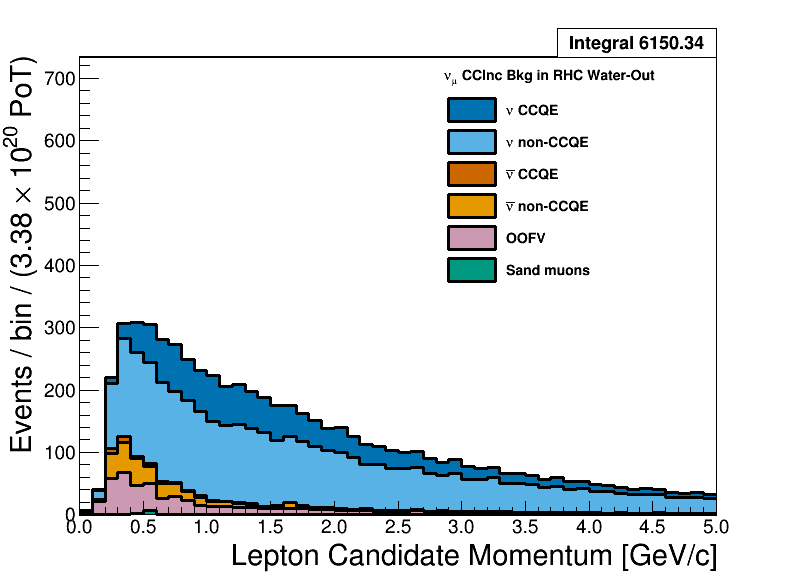 Integral 6150.34
ν_μ CCInc Bkg in RHC Water-Out
ν CCQE
ν non-CCQE
ν̅ CCQE
ν̅ non-CCQE
OOFV
Sand muons
Events / bin / (3.38 × 10^20 PoT)
700
600
500
400
300
200
100
0
0.0 0.5 1.0 1.5 2.0 2.5 3.0 3.5 4.0 4.5 5.0
Lepton Candidate Momentum [GeV/c]